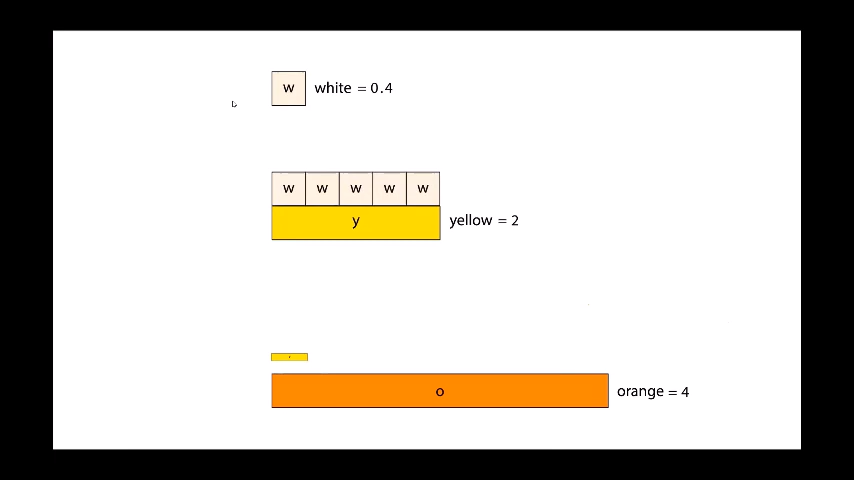 w white = 0.4
w w w w w
y yellow = 2
o orange = 4